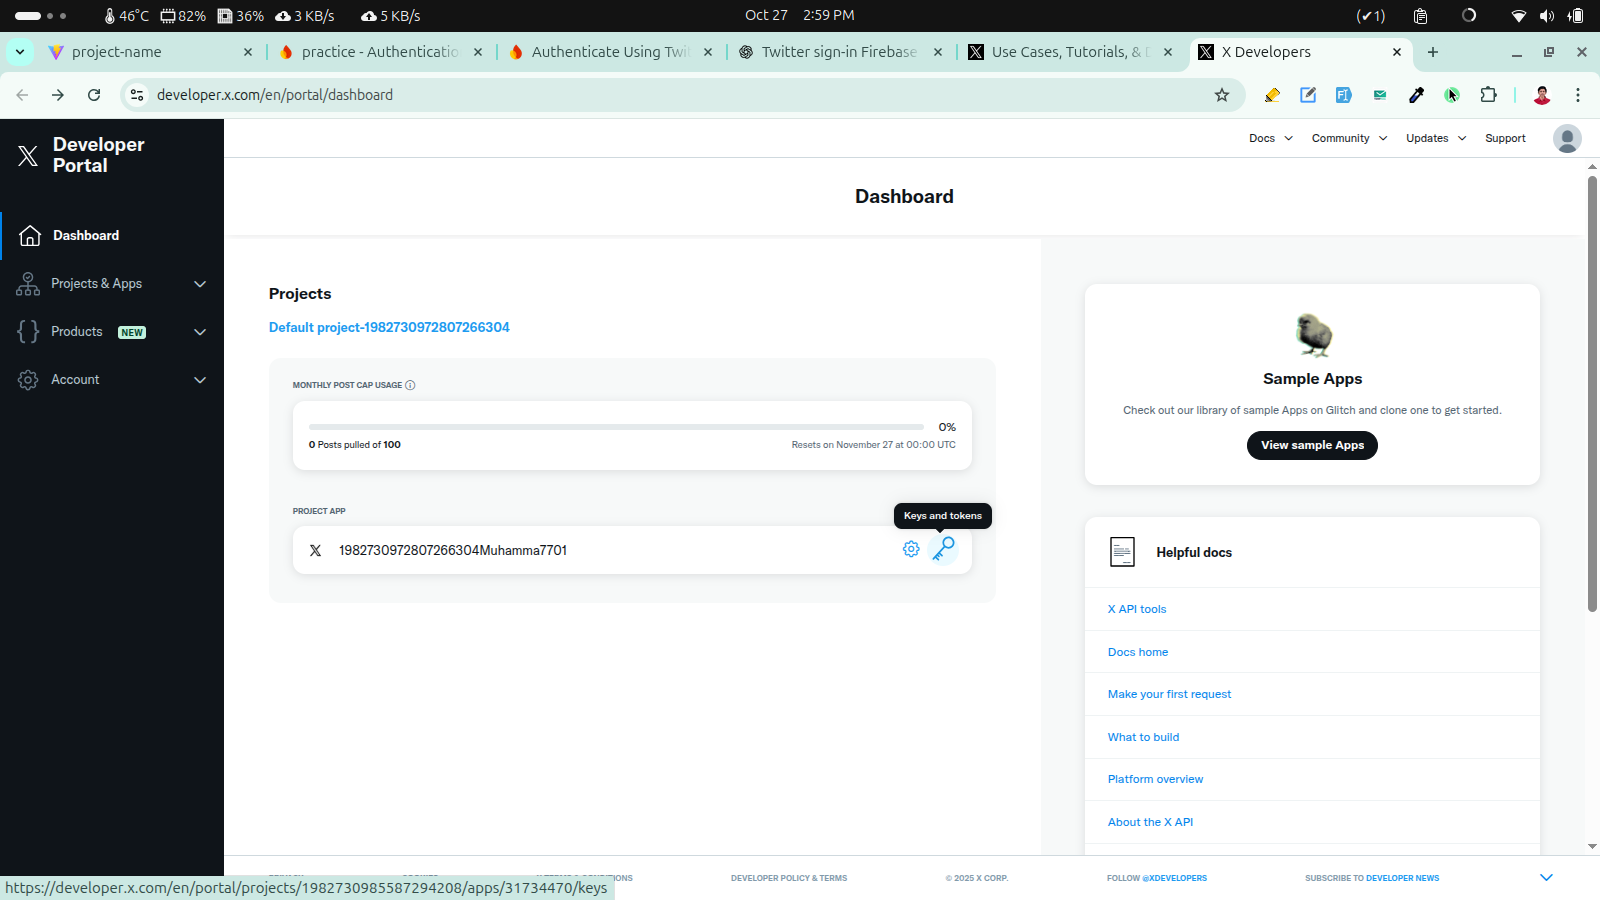 46°C 82% 36% 3 KB/s 5 KB/s Oct 27 2:59 PM (✔1)
project-name practice - Authenticatio Authenticate Using Twi Twitter sign-in Firebase Use Cases, Tutorials, & D X Developers
developer.x.com/en/portal/dashboard
Developer
Portal
Docs Community Updates Support
Dashboard
Dashboard
Projects & Apps
Products NEW
Account
Projects
Default project-1982730972807266304
MONTHLY POST CAP USAGE
0%
0 Posts pulled of 100 Resets on November 27 at 00:00 UTC
PROJECT APP
Keys and tokens
1982730972807266304Muhamma7701
Sample Apps
Check out our library of sample Apps on Glitch and clone one to get started.
View sample Apps
Helpful docs
X API tools
Docs home
Make your first request
What to build
Platform overview
About the X API
DEVELOPER POLICY & TERMS © 2025 X CORP. FOLLOW @XDEVELOPERS SUBSCRIBE TO DEVELOPER NEWS
https://developer.x.com/en/portal/projects/1982730985587294208/apps/31734470/keys